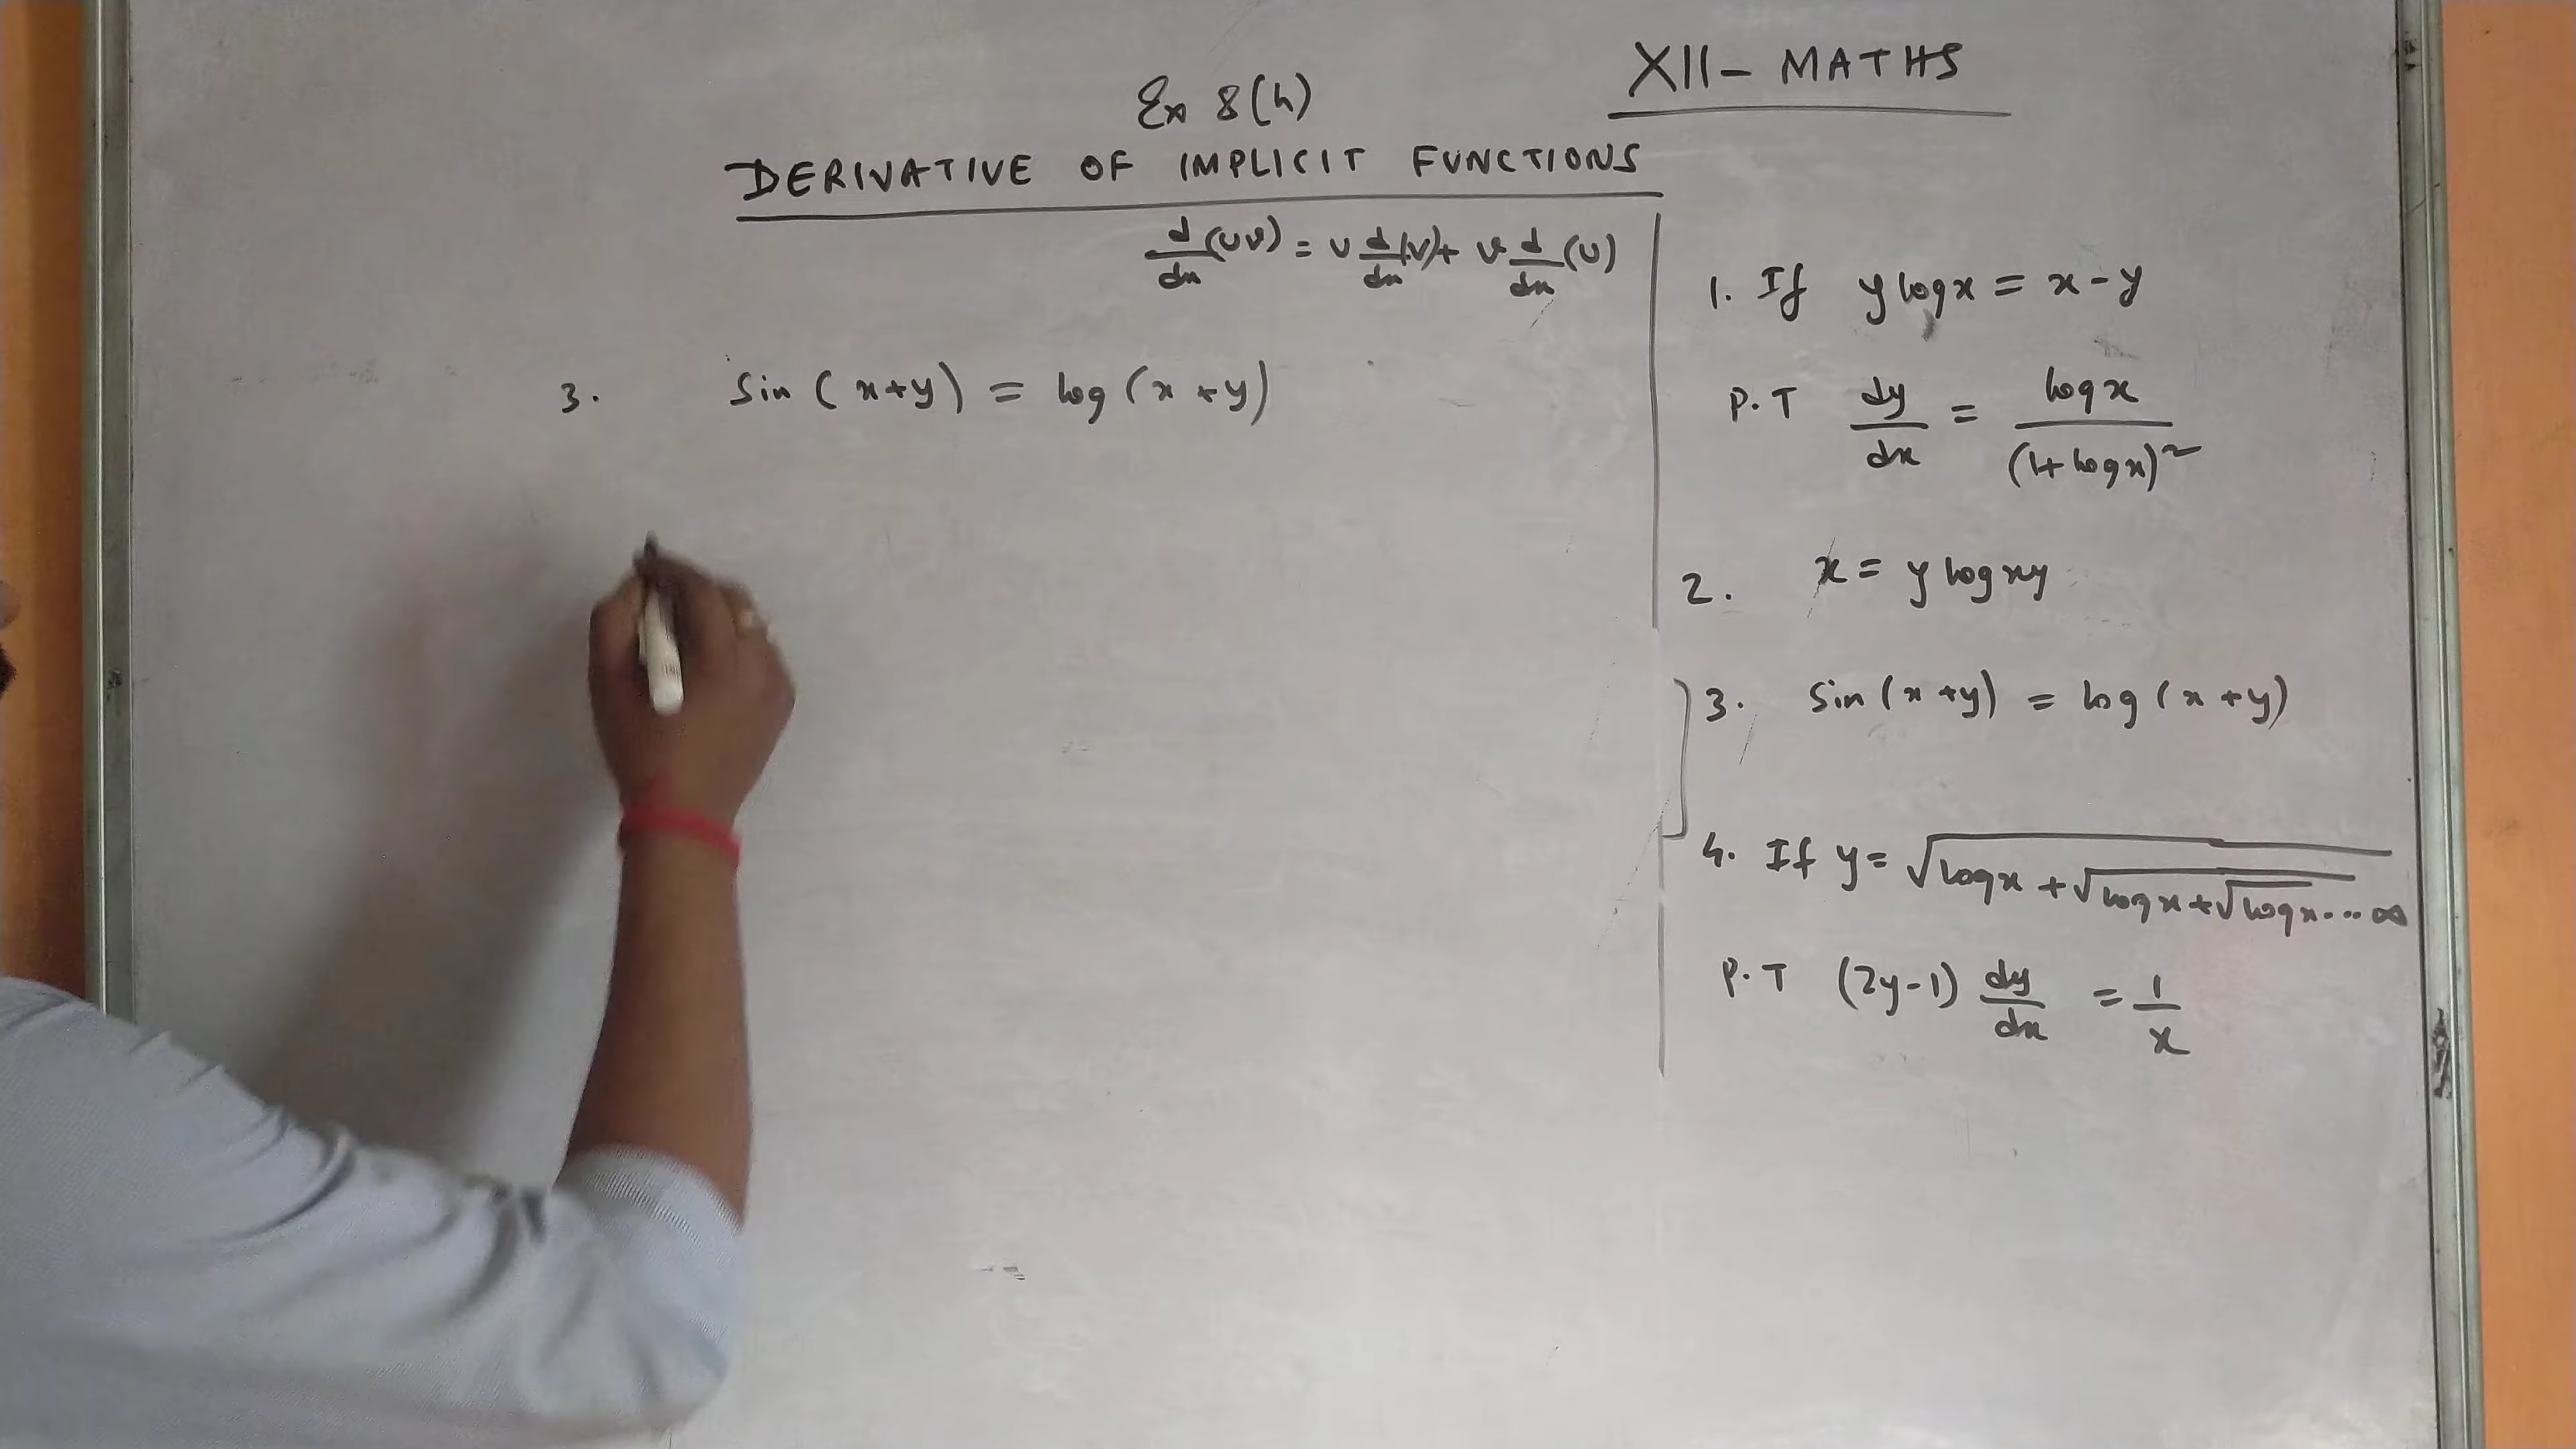 XII - MATHS
Ex 8(h)
DERIVATIVE OF IMPLICIT FUNCTIONS
d/dx (uv) = u d/dx (v) + v d/dx (u)
3. Sin (x+y) = log (x+y)
1. If y log x = x - y
P.T dy/dx = log x / (1+log x)²
2. x = y log xy
3. Sin (x+y) = log (x+y)
4. If y = √log x + √log x + √log x ... ∞
P.T (2y-1) dy/dx = 1/x